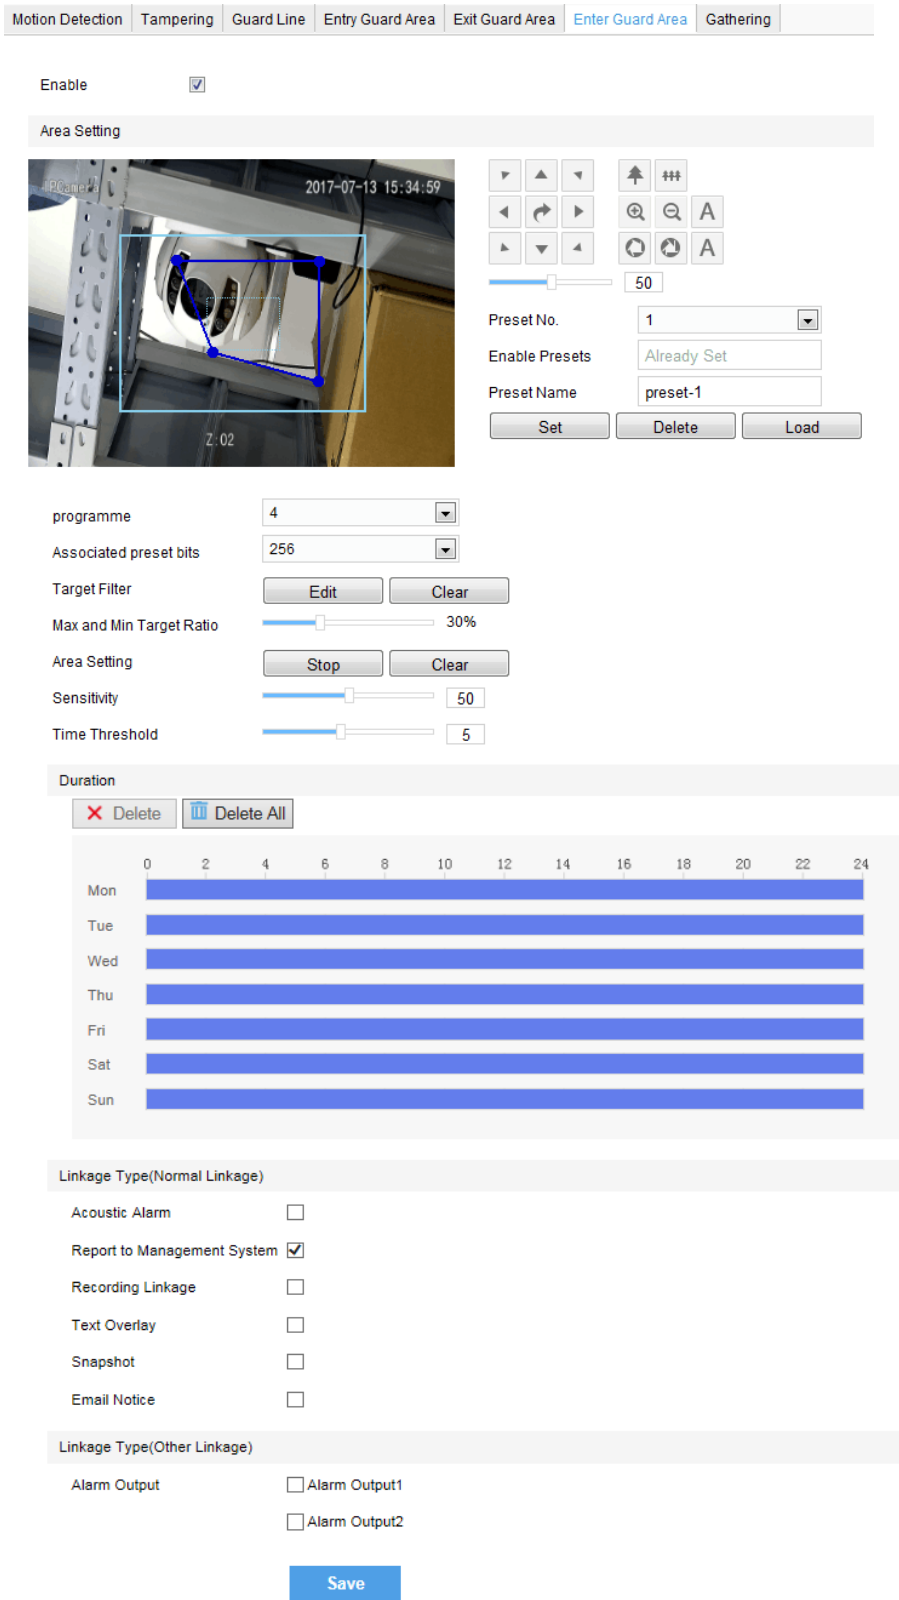 Motion Detection Tampering Guard Line Entry Guard Area Exit Guard Area Enter Guard Area Gathering
Enable
Area Setting
IPCamera 2017-07-13 15:34:59
Z:02
A
A
50
Preset No. 1
Enable Presets Already Set
Preset Name preset-1
Set Delete Load
programme 4
Associated preset bits 256
Target Filter Edit Clear
Max and Min Target Ratio 30%
Area Setting Stop Clear
Sensitivity 50
Time Threshold 5
Duration
Delete Delete All
0 2 4 6 8 10 12 14 16 18 20 22 24
Mon
Tue
Wed
Thu
Fri
Sat
Sun
Linkage Type(Normal Linkage)
Acoustic Alarm
Report to Management System
Recording Linkage
Text Overlay
Snapshot
Email Notice
Linkage Type(Other Linkage)
Alarm Output Alarm Output1
Alarm Output2
Save